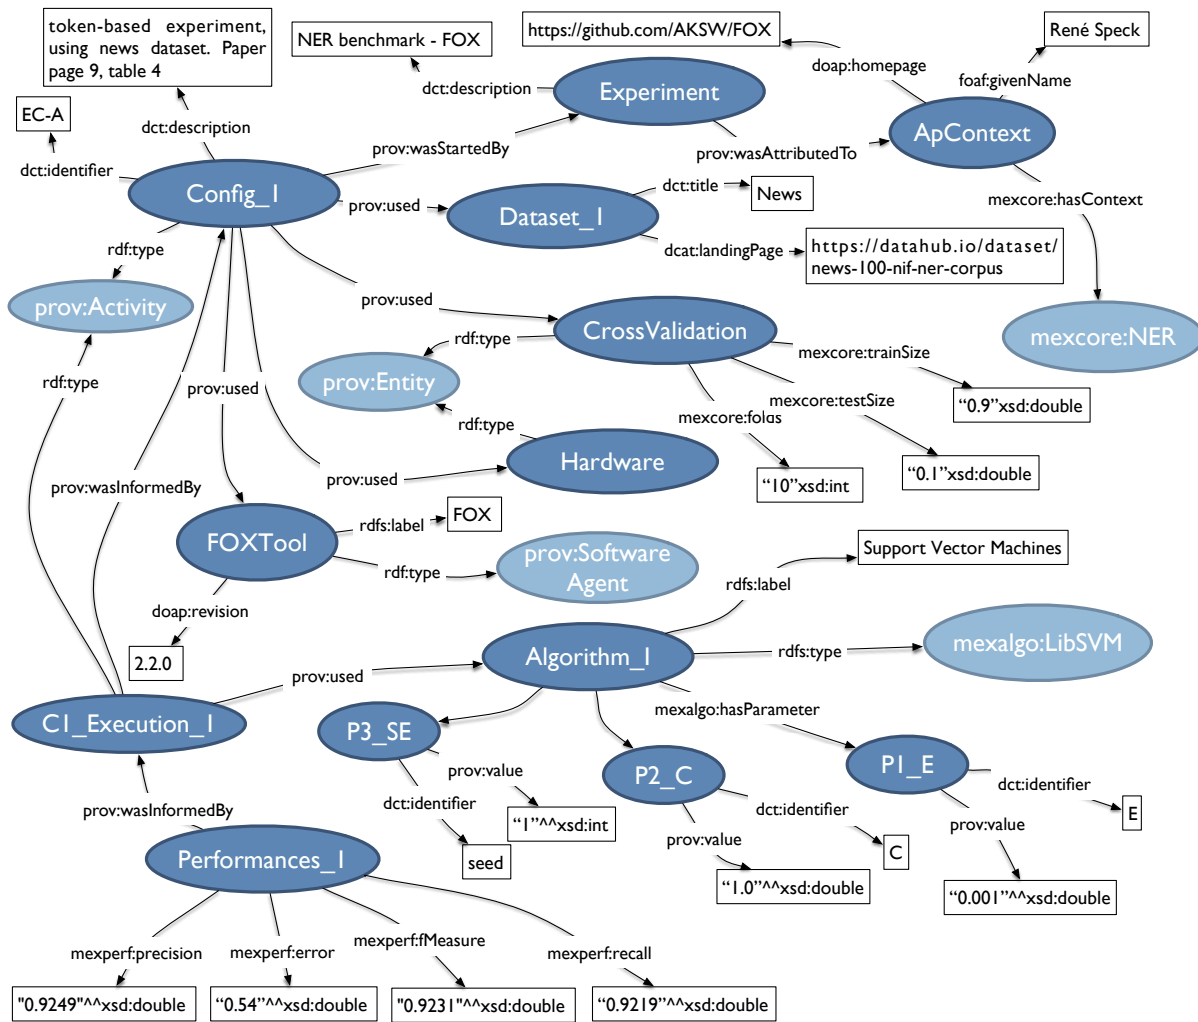 token-based experiment,
using news dataset. Paper
page 9, table 4
NER benchmark - FOX
https://github.com/AKSW/FOX
René Speck
doap:homepage
foaf:givenName
EC-A
dct:description
Experiment
dct:description
ApContext
dct:identifier
prov:wasStartedBy
prov:wasAttributedTo
Config_1
prov:used
Dataset_1
dct:title
News
mexcore:hasContext
rdf:type
dcat:landingPage
https://datahub.io/dataset/
news-100-nif-ner-corpus
prov:Activity
prov:used
CrossValidation
mexcore:NER
rdf:type
mexcore:trainSize
rdf:type
prov:used
prov:Entity
mexcore:testSize
“0.9”xsd:double
mexcore:folds
rdf:type
Hardware
prov:used
“10”xsd:int
“0.1”xsd:double
prov:wasInformedBy
FOXTool
rdfs:label
FOX
Support Vector Machines
rdf:type
prov:Software
Agent
rdfs:label
doap:revision
2.2.0
Algorithm_1
rdfs:type
mexalgo:LibSVM
prov:used
C1_Execution_1
mexalgo:hasParameter
P3_SE
P2_C
P1_E
prov:value
dct:identifier
dct:identifier
dct:identifier
prov:wasInformedBy
“1”^^xsd:int
E
prov:value
prov:value
seed
C
Performances_1
“1.0”^^xsd:double
“0.001”^^xsd:double
mexperf:precision
mexperf:error
mexperf:fMeasure
mexperf:recall
"0.9249"^^xsd:double
“0.54”^^xsd:double
"0.9231"^^xsd:double
“0.9219”^^xsd:double